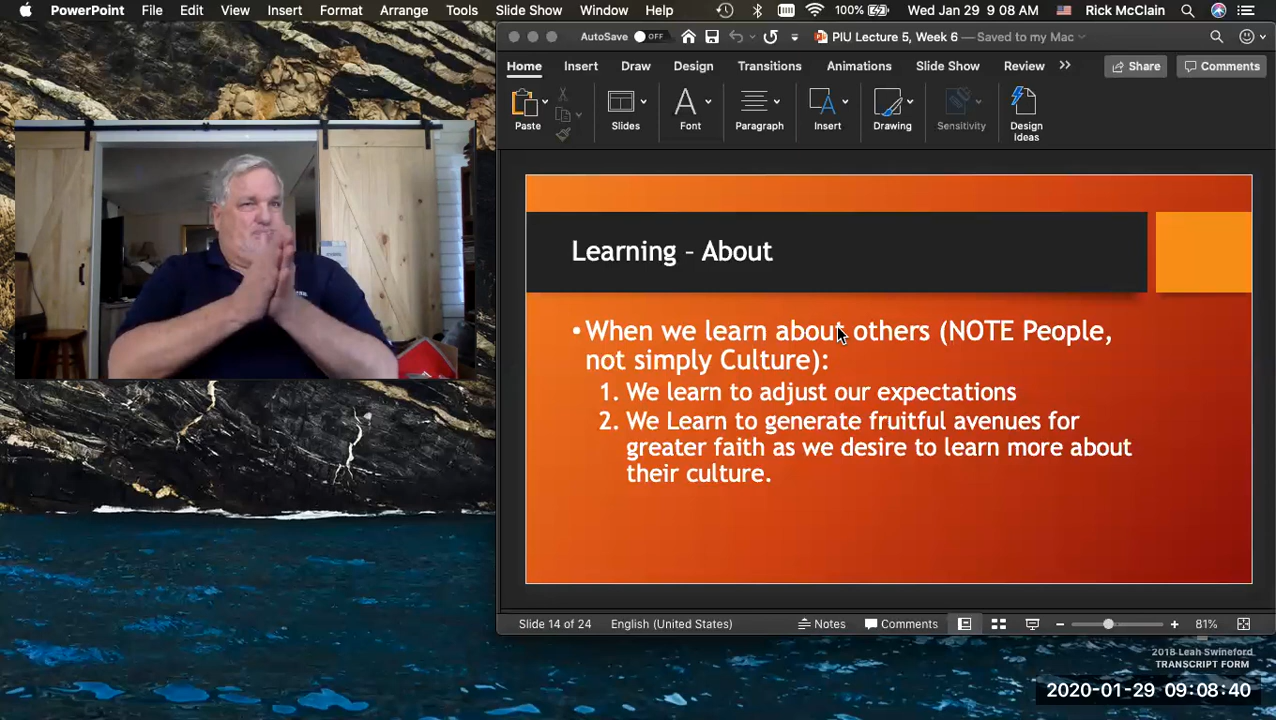 PowerPoint File Edit View Insert Format Arrange Tools Slide Show Window Help 100% Wed Jan 29 9:08 AM Rick McClain
AutoSave OFF PIU Lecture 5, Week 6 — Saved to my Mac
Home Insert Draw Design Transitions Animations Slide Show Review Share Comments
Paste Slides Font Paragraph Insert Drawing Sensitivity Design
Ideas
Learning – About
• When we learn about others (NOTE People,
not simply Culture):
1. We learn to adjust our expectations
2. We Learn to generate fruitful avenues for
greater faith as we desire to learn more about
their culture.
Slide 14 of 24 English (United States) Notes Comments 81%
2018 Leah Swineford
TRANSCRIPT FORM
2020-01-29 09:08:40